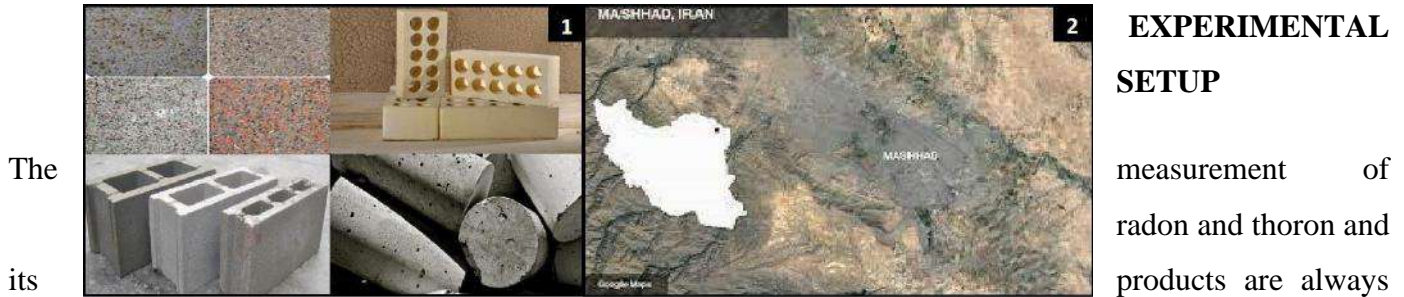 1
MASHHAD, IRAN
2
MASHHAD
Google Maps
EXPERIMENTAL
SETUP
The measurement of
radon and thoron and
its products are always